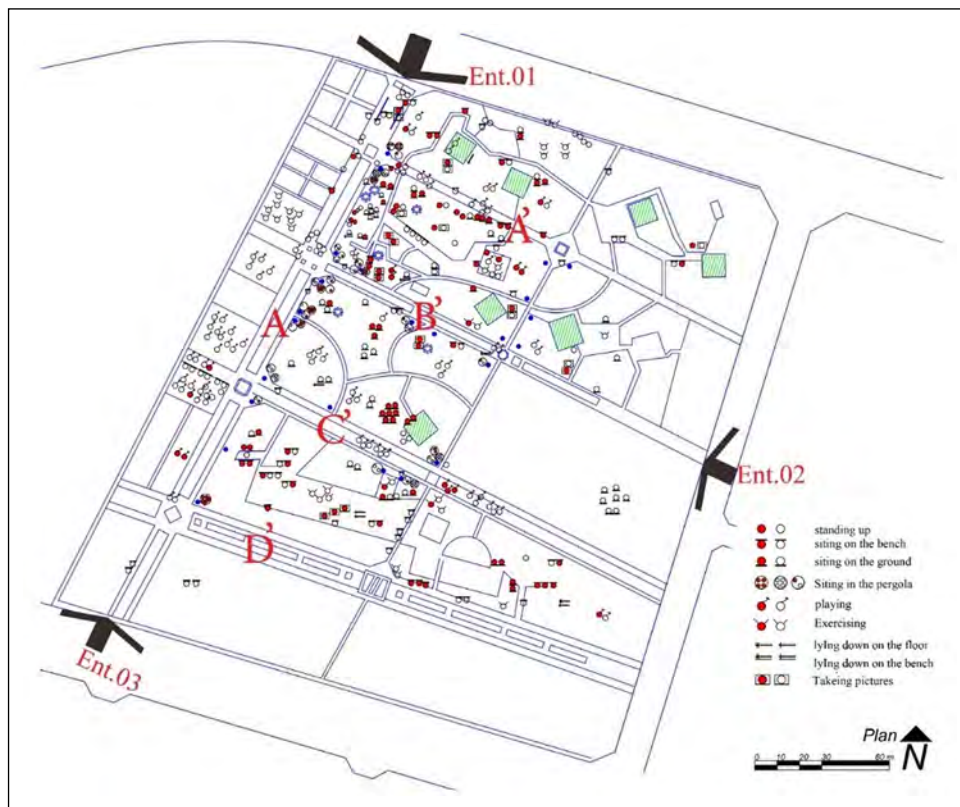 Ent.01
A'
B'
A
C'
Ent.02
D'
Ent.03
standing up
siting on the bench
siting on the ground
Siting in the pergola
playing
Exercising
lyIng down on the floor
lyIng down on the bench
Takeing pictures
Plan
N
0 10 20 30 60 m